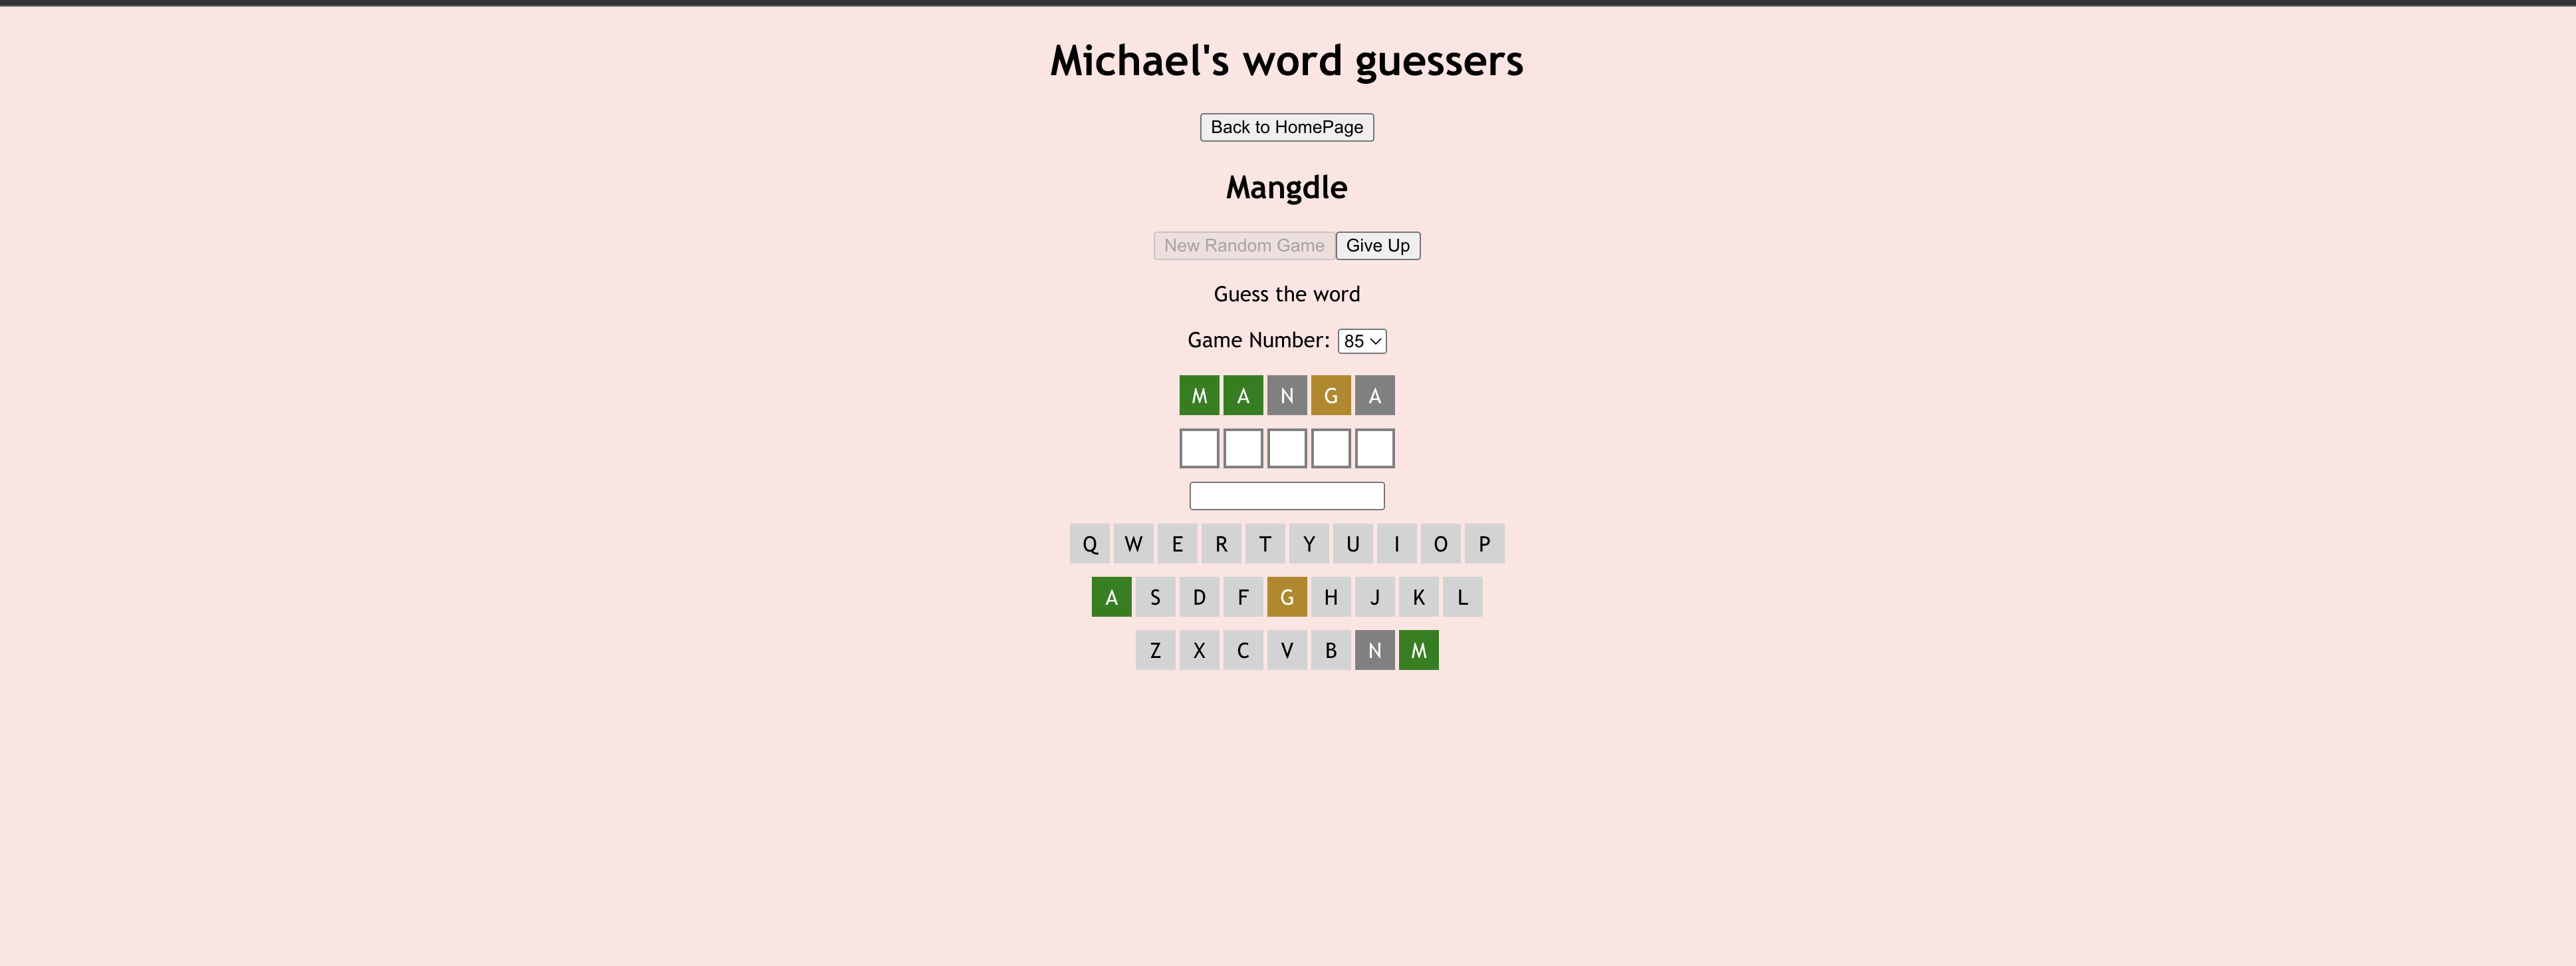 Michael's word guessers
Back to HomePage
Mangdle
New Random Game Give Up
Guess the word
Game Number: 85
M A N G A
Q W E R T Y U I O P
A S D F G H J K L
Z X C V B N M